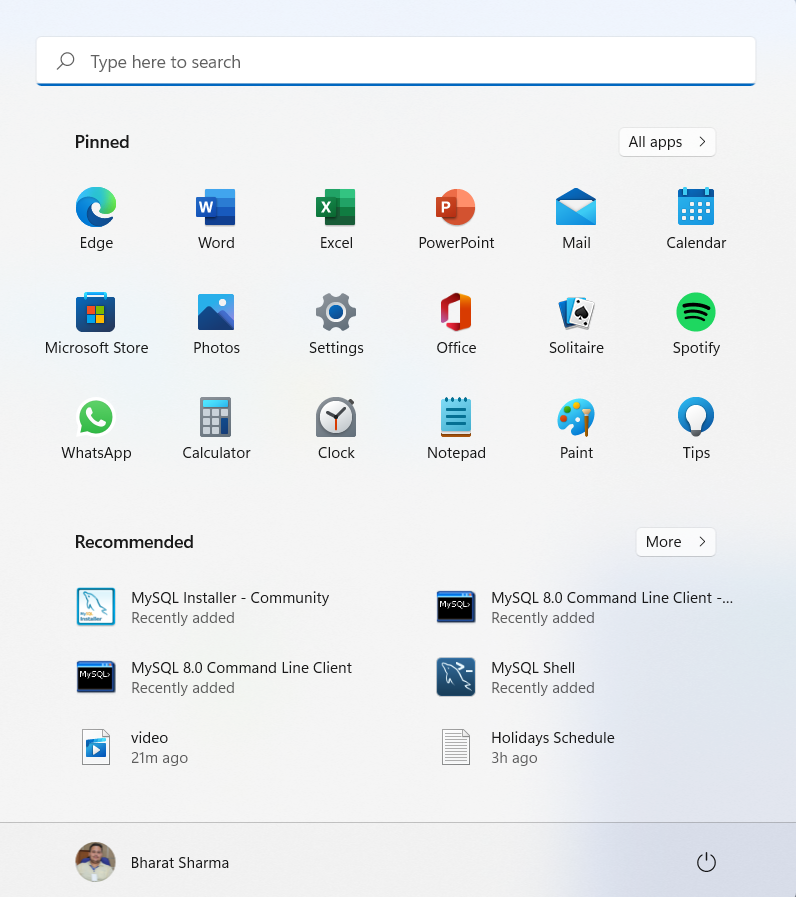 Type here to search
Pinned
All apps
Edge
Word
Excel
PowerPoint
Mail
Calendar
Microsoft Store
Photos
Settings
Office
Solitaire
Spotify
WhatsApp
Calculator
Clock
Notepad
Paint
Tips
Recommended
More
MySQL Installer - Community
Recently added
MySQL 8.0 Command Line Client -...
Recently added
MySQL 8.0 Command Line Client
Recently added
MySQL Shell
Recently added
video
21m ago
Holidays Schedule
3h ago
Bharat Sharma